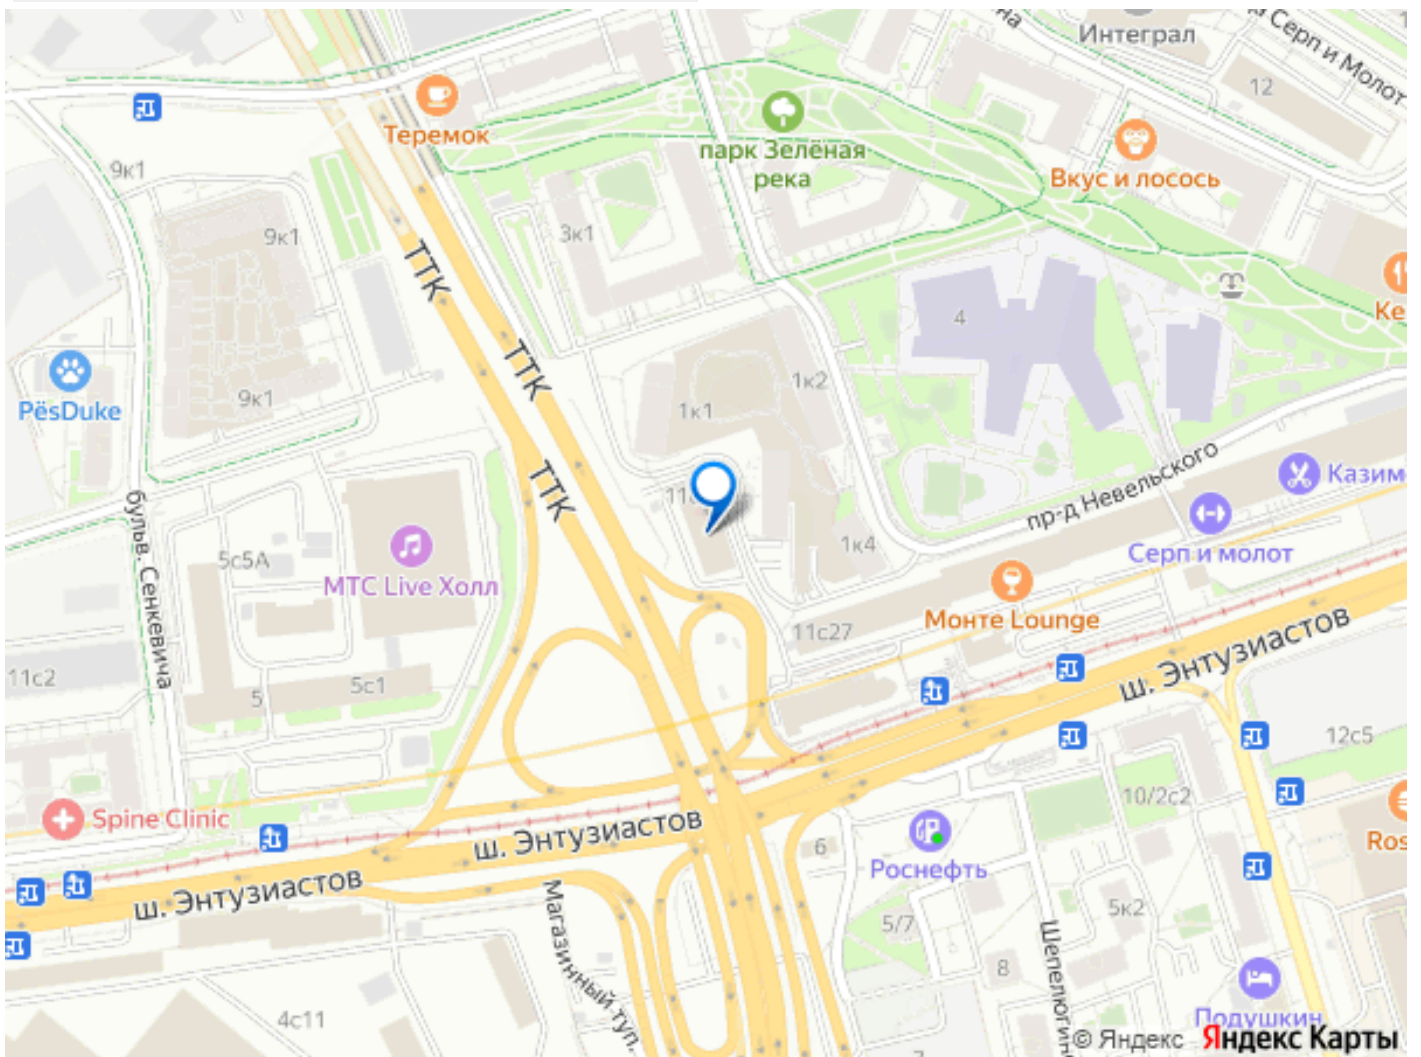 Интеграл
Серп и Молот
12
Теремок
парк Зелёная
река
Вкус и лосось
9к1
9к1
3к1
ТТК
4
ТТК
PёsDuke
9к1
1к2
1к1
ТТК
бульв. Сенкевича
пр-д Невельского
Казим
Серп и молот
5с5А
МТС Live Холл
1к4
Монте Lounge
11с27
11с2
5
5с1
ш. Энтузиастов
12с5
10/2с2
Spine Clinic
ш. Энтузиастов
6
Роснефть
Ros
ш. Энтузиастов
Магазинный туп.
5/7
5к2
8
4с11
Подушкин
© Яндекс Яндекс Карты